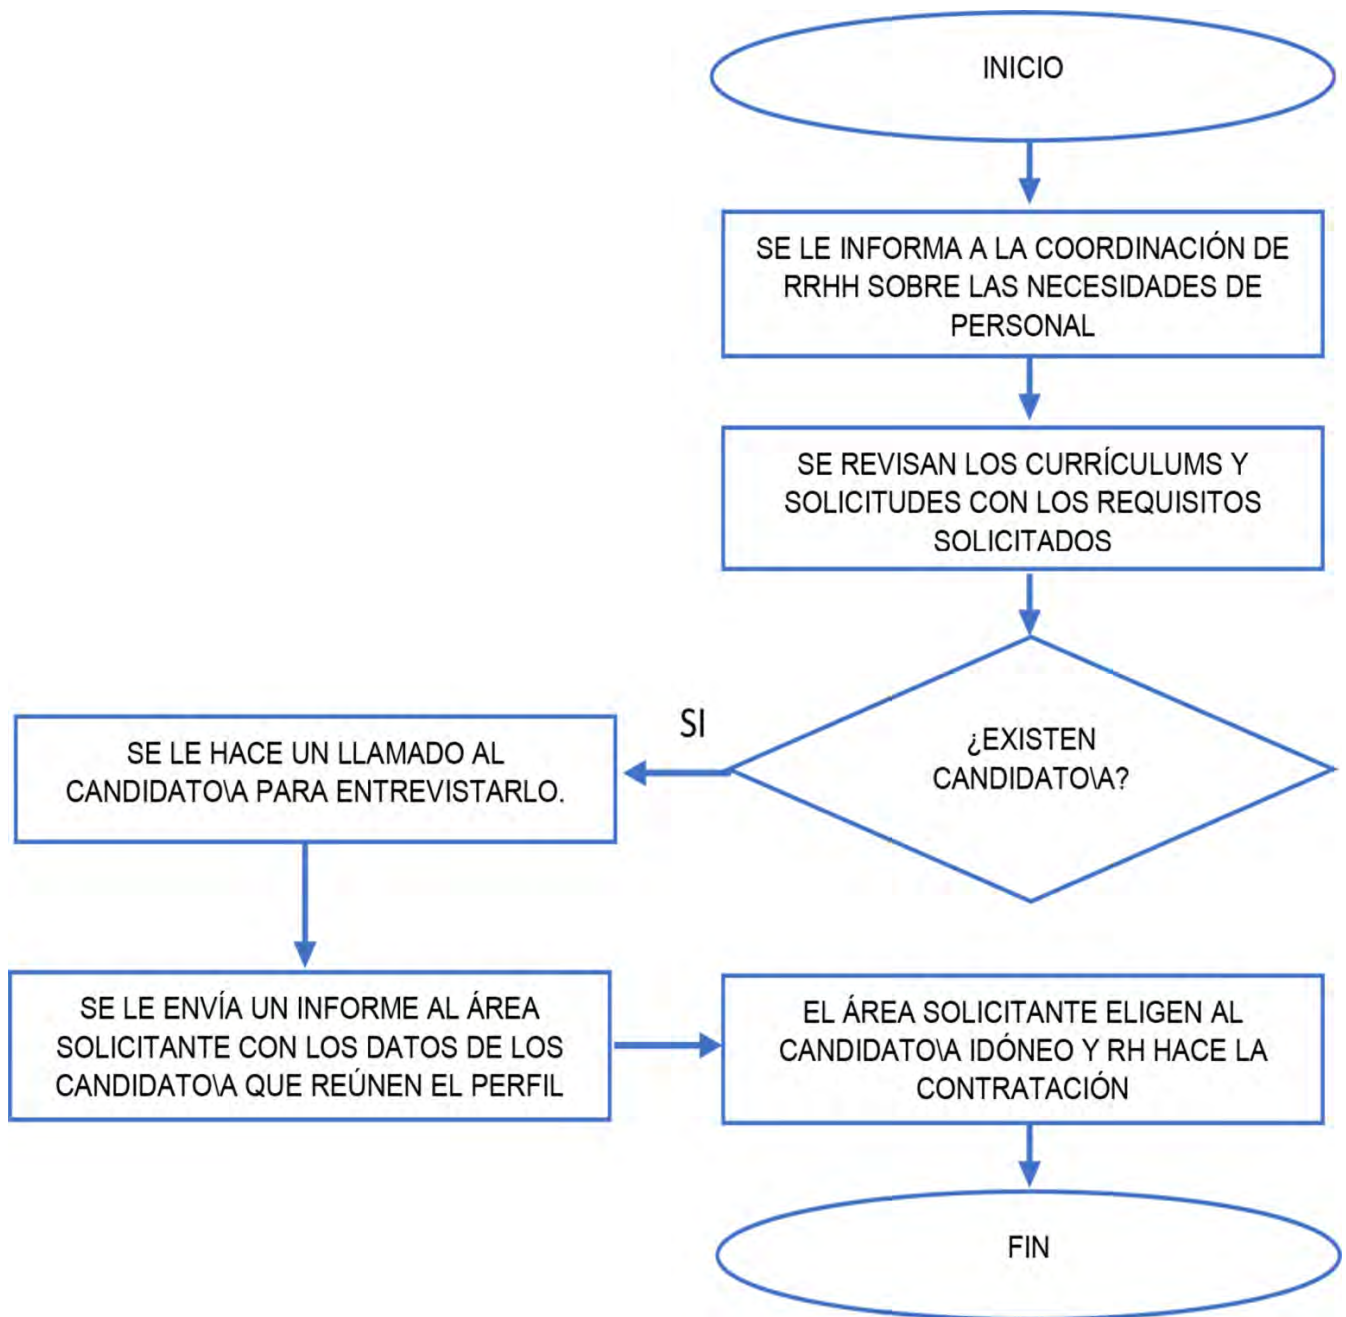 INICIO
SE LE INFORMA A LA COORDINACIÓN DE
RRHH SOBRE LAS NECESIDADES DE
PERSONAL
SE REVISAN LOS CURRÍCULUMS Y
SOLICITUDES CON LOS REQUISITOS
SOLICITADOS
¿EXISTEN
CANDIDATO\A?
SI
SE LE HACE UN LLAMADO AL
CANDIDATO\A PARA ENTREVISTARLO.
SE LE ENVÍA UN INFORME AL ÁREA
SOLICITANTE CON LOS DATOS DE LOS
CANDIDATO\A QUE REÚNEN EL PERFIL
EL ÁREA SOLICITANTE ELIGEN AL
CANDIDATO\A IDÓNEO Y RH HACE LA
CONTRATACIÓN
FIN